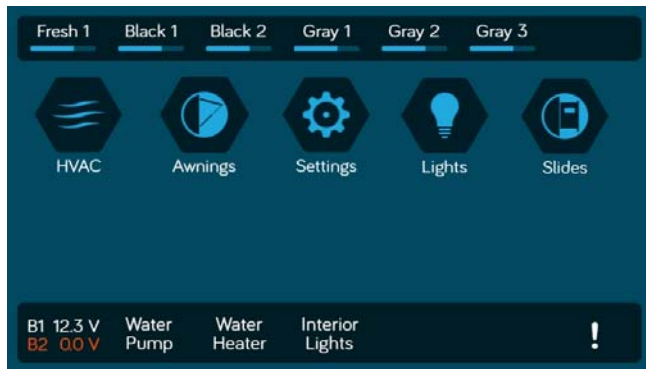 Fresh 1 Black 1 Black 2 Gray 1 Gray 2 Gray 3
HVAC Awnings Settings Lights Slides
B1 12.3 V Water Water Interior
B2 0.0 V Pump Heater Lights !